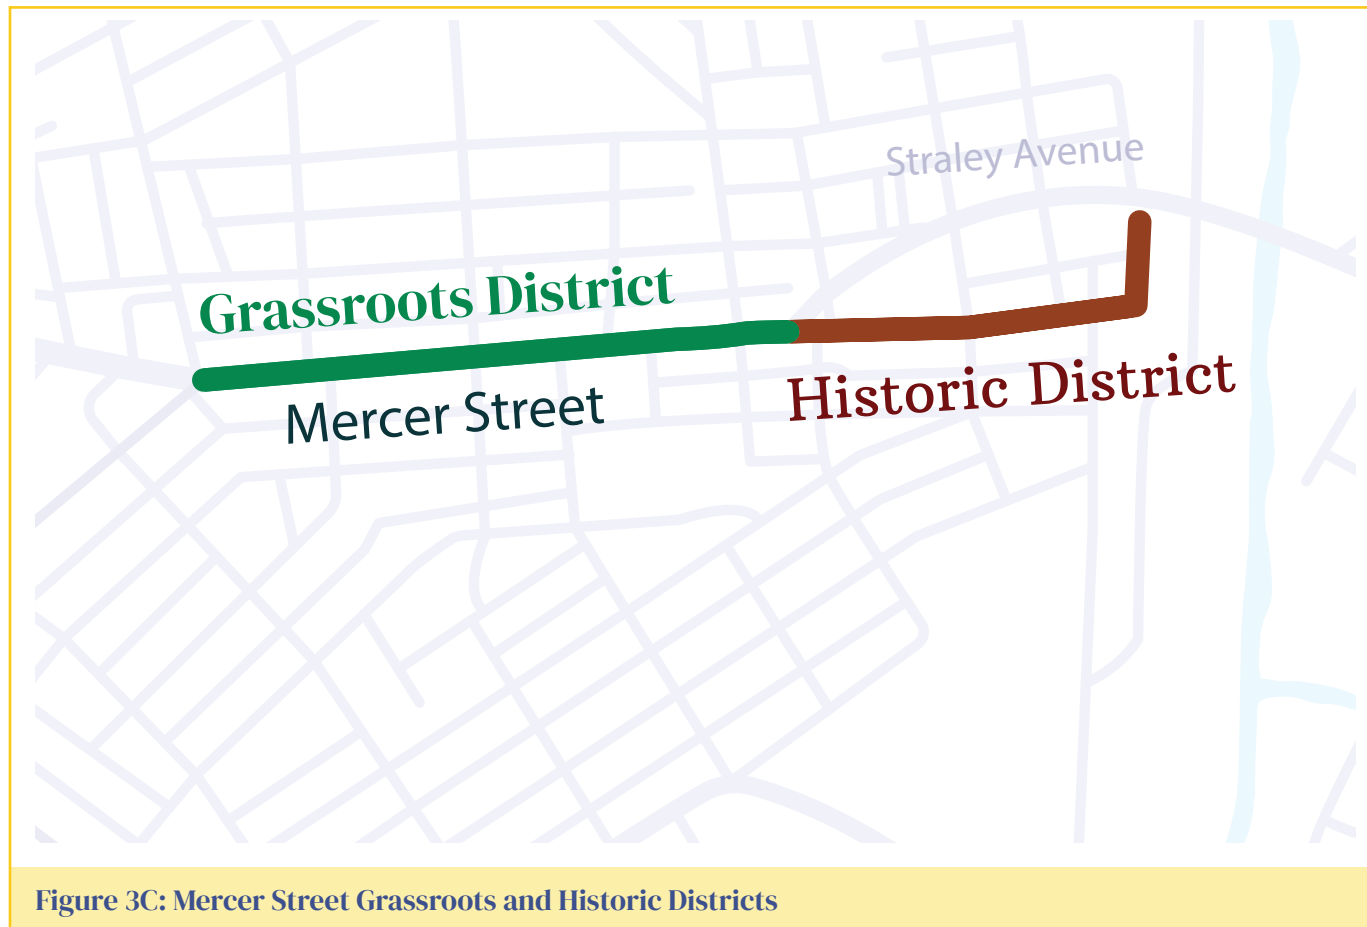 Straley Avenue
Grassroots District
Historic District
Mercer Street
Figure 3C: Mercer Street Grassroots and Historic Districts